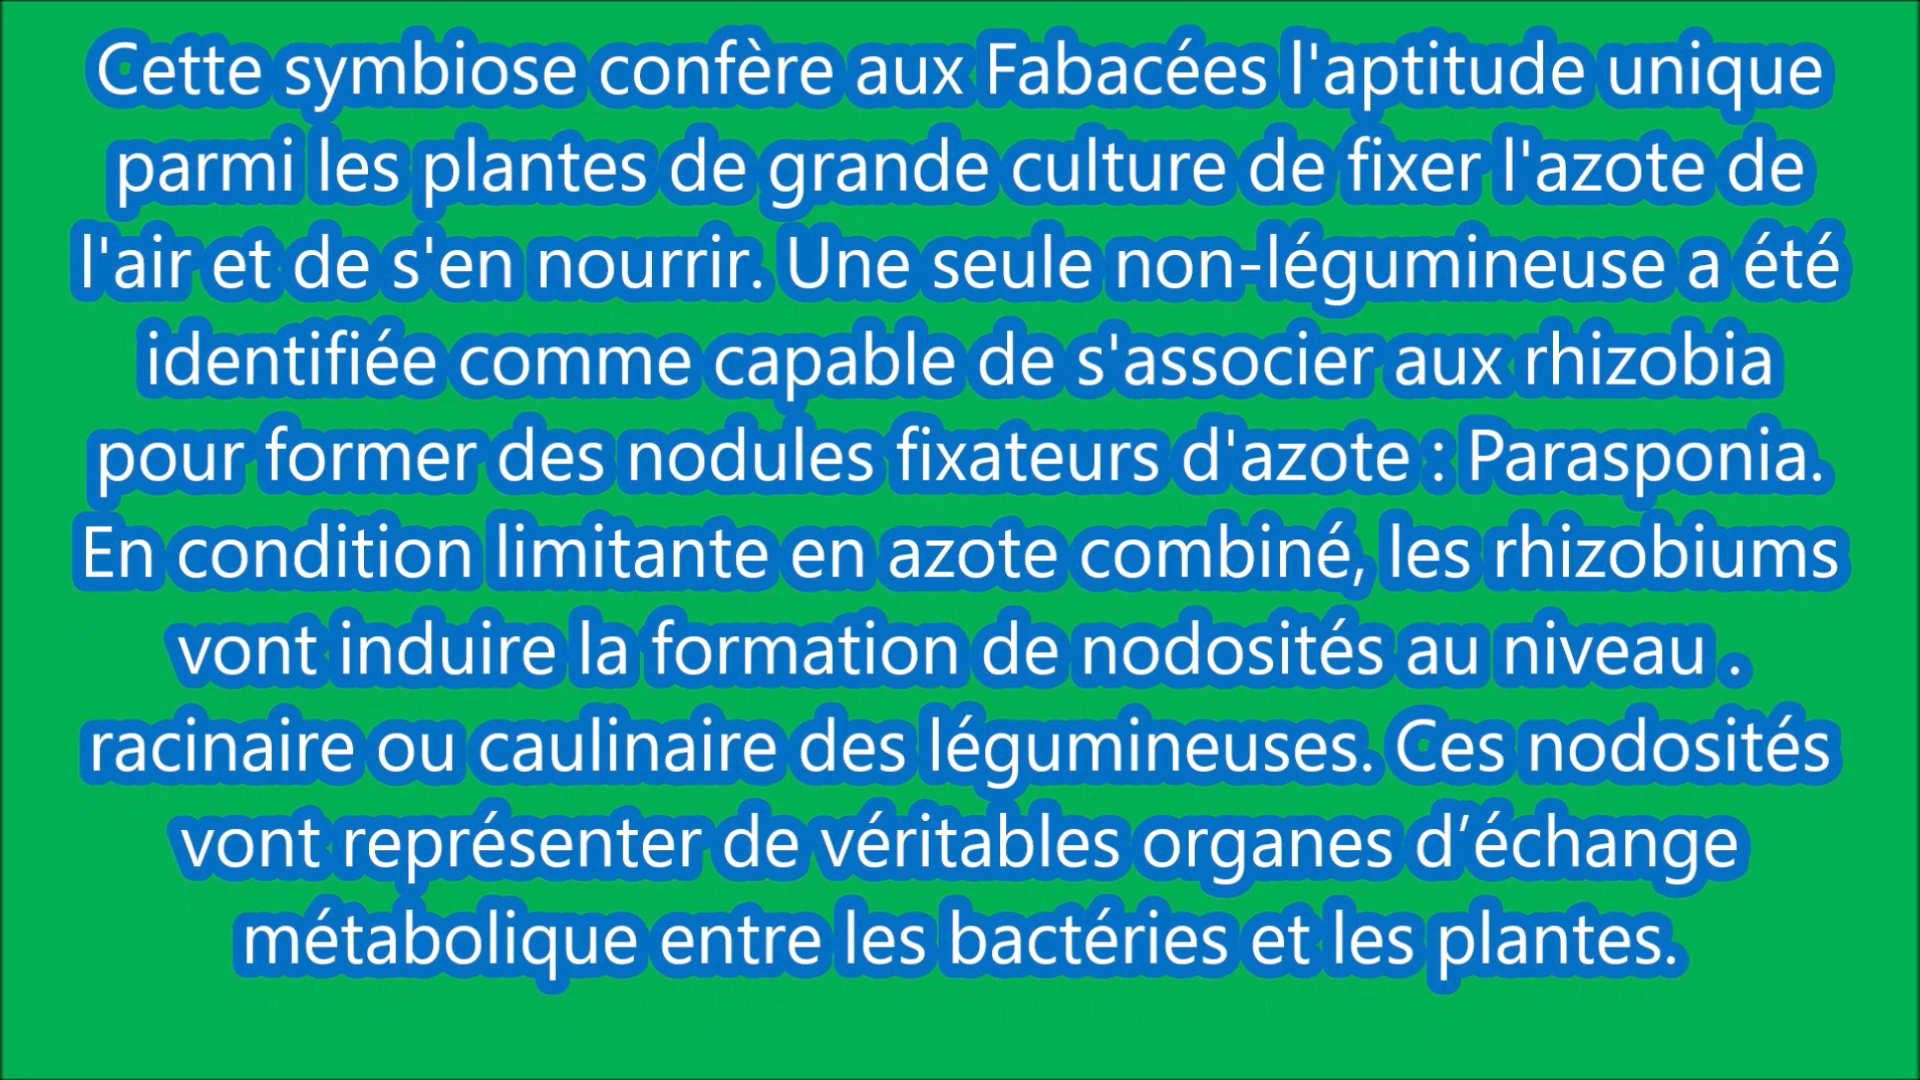 Cette symbiose confère aux Fabacées l'aptitude unique
parmi les plantes de grande culture de fixer l'azote de
l'air et de s'en nourrir. Une seule non-légumineuse a été
identifiée comme capable de s'associer aux rhizobia
pour former des nodules fixateurs d'azote : Parasponia.
En condition limitante en azote combiné, les rhizobiums
vont induire la formation de nodosités au niveau .
racinaire ou caulinaire des légumineuses. Ces nodosités
vont représenter de véritables organes d’échange
métabolique entre les bactéries et les plantes.